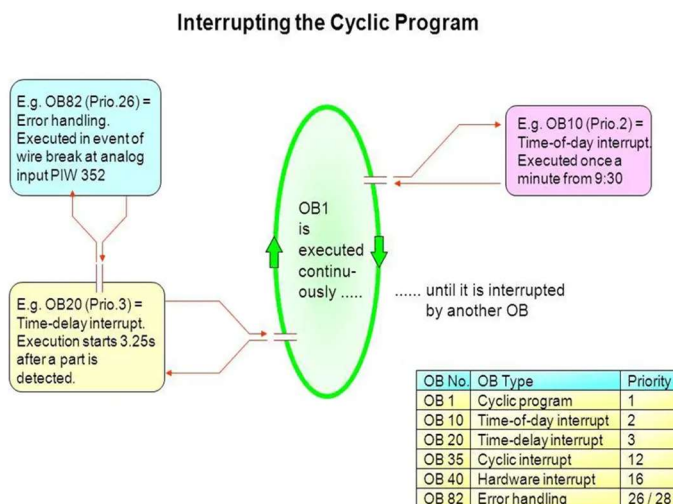 Interrupting the Cyclic Program
E.g. OB82 (Prio.26) =
Error handling.
Executed in event of
wire break at analog
input PIW 352
E.g. OB10 (Prio.2) =
Time-of-day interrupt.
Executed once a
minute from 9:30
OB1
is
executed
continu-
ously .....
...... until it is interrupted
by another OB
E.g. OB20 (Prio.3) =
Time-delay interrupt.
Execution starts 3.25s
after a part is
detected.
OB No. OB Type Priority
OB 1 Cyclic program 1
OB 10 Time-of-day interrupt 2
OB 20 Time-delay interrupt 3
OB 35 Cyclic interrupt 12
OB 40 Hardware interrupt 16
OB 82 Error handling 26 / 28